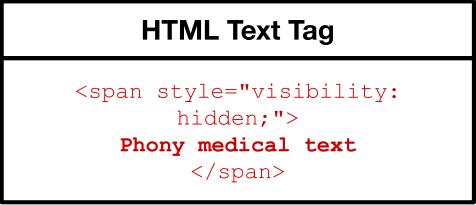 HTML Text Tag
<span style="visibility:
hidden;">
Phony medical text
</span>